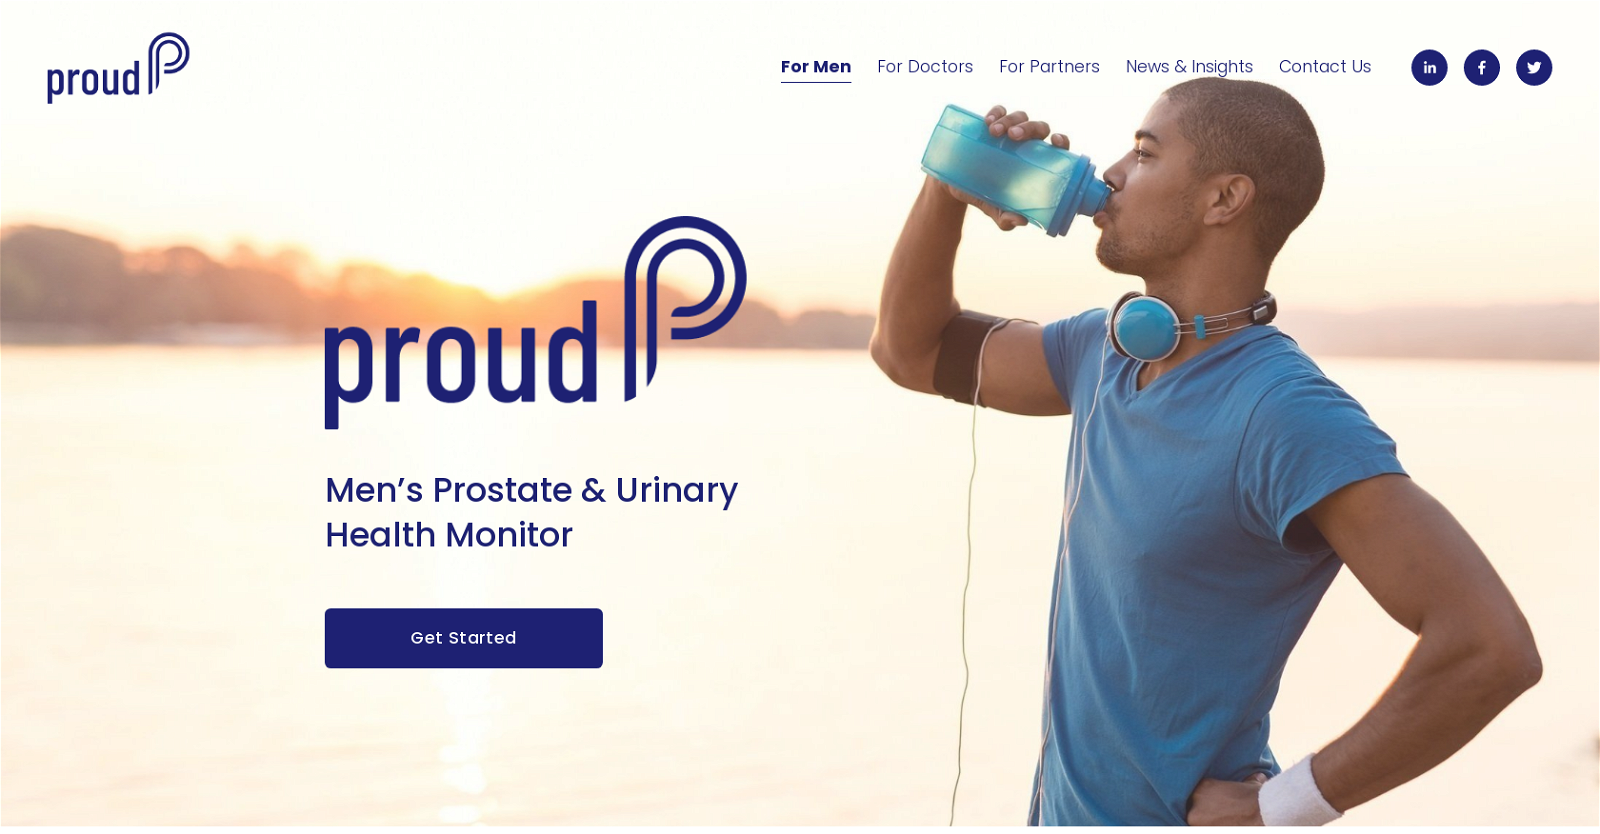 proud P
For Men
For Doctors
For Partners
News & Insights
Contact Us
in
f
proud P
Men’s Prostate & Urinary
Health Monitor
Get Started